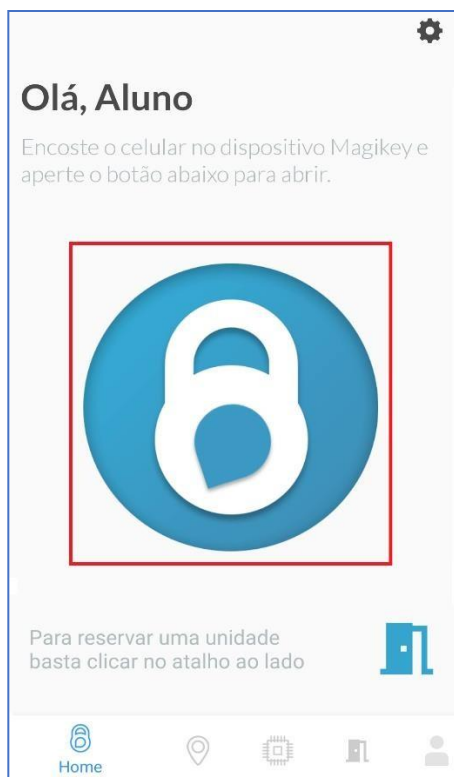 Olá, Aluno
Encoste o celular no dispositivo Magikey e
aperte o botão abaixo para abrir.
Para reservar uma unidade
basta clicar no atalho ao lado
Home